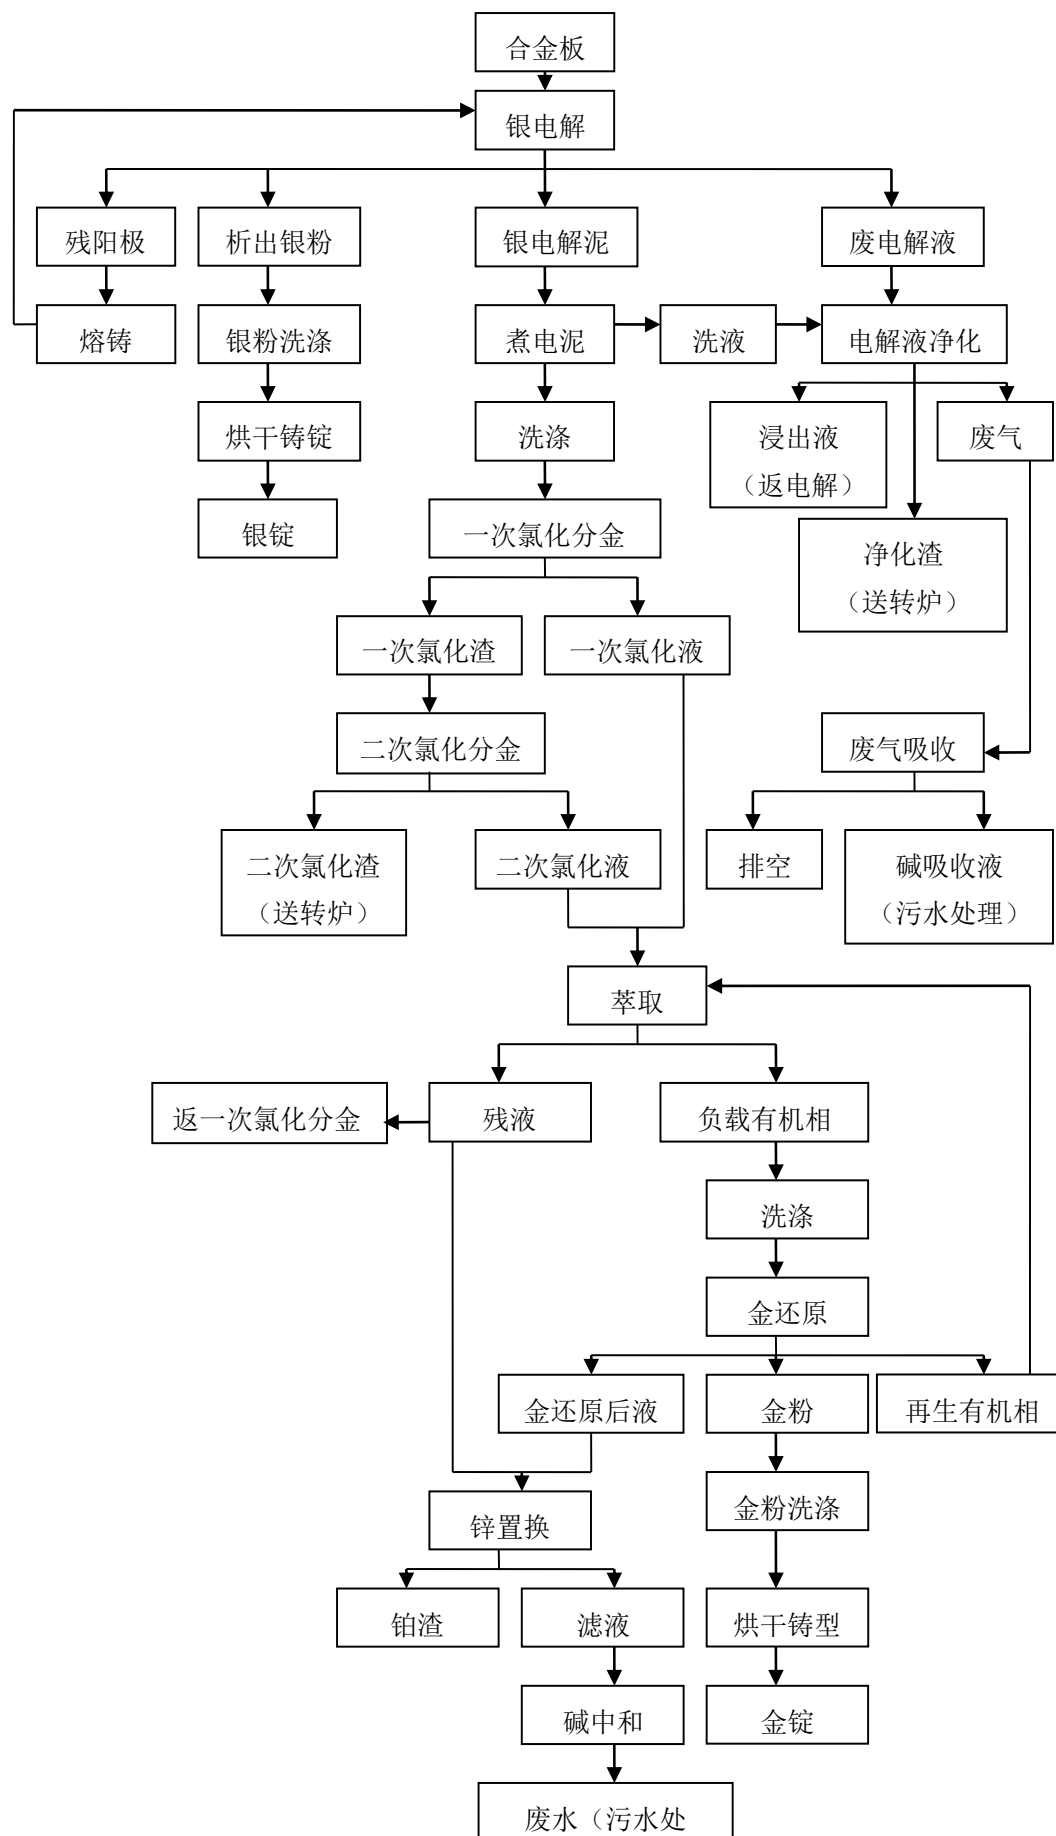 合金板
银电解
残阳极
析出银粉
银电解泥
废电解液
熔铸
银粉洗涤
煮电泥
洗液
电解液净化
烘干铸锭
洗涤
浸出液
（返电解）
废气
银锭
一次氯化分金
净化渣
（送转炉）
一次氯化渣
一次氯化液
二次氯化分金
废气吸收
二次氯化渣
（送转炉）
二次氯化液
排空
碱吸收液
（污水处理）
萃取
返一次氯化分金
残液
负载有机相
洗涤
金还原
金还原后液
金粉
再生有机相
锌置换
金粉洗涤
铂渣
滤液
烘干铸型
碱中和
金锭
废水（污水处